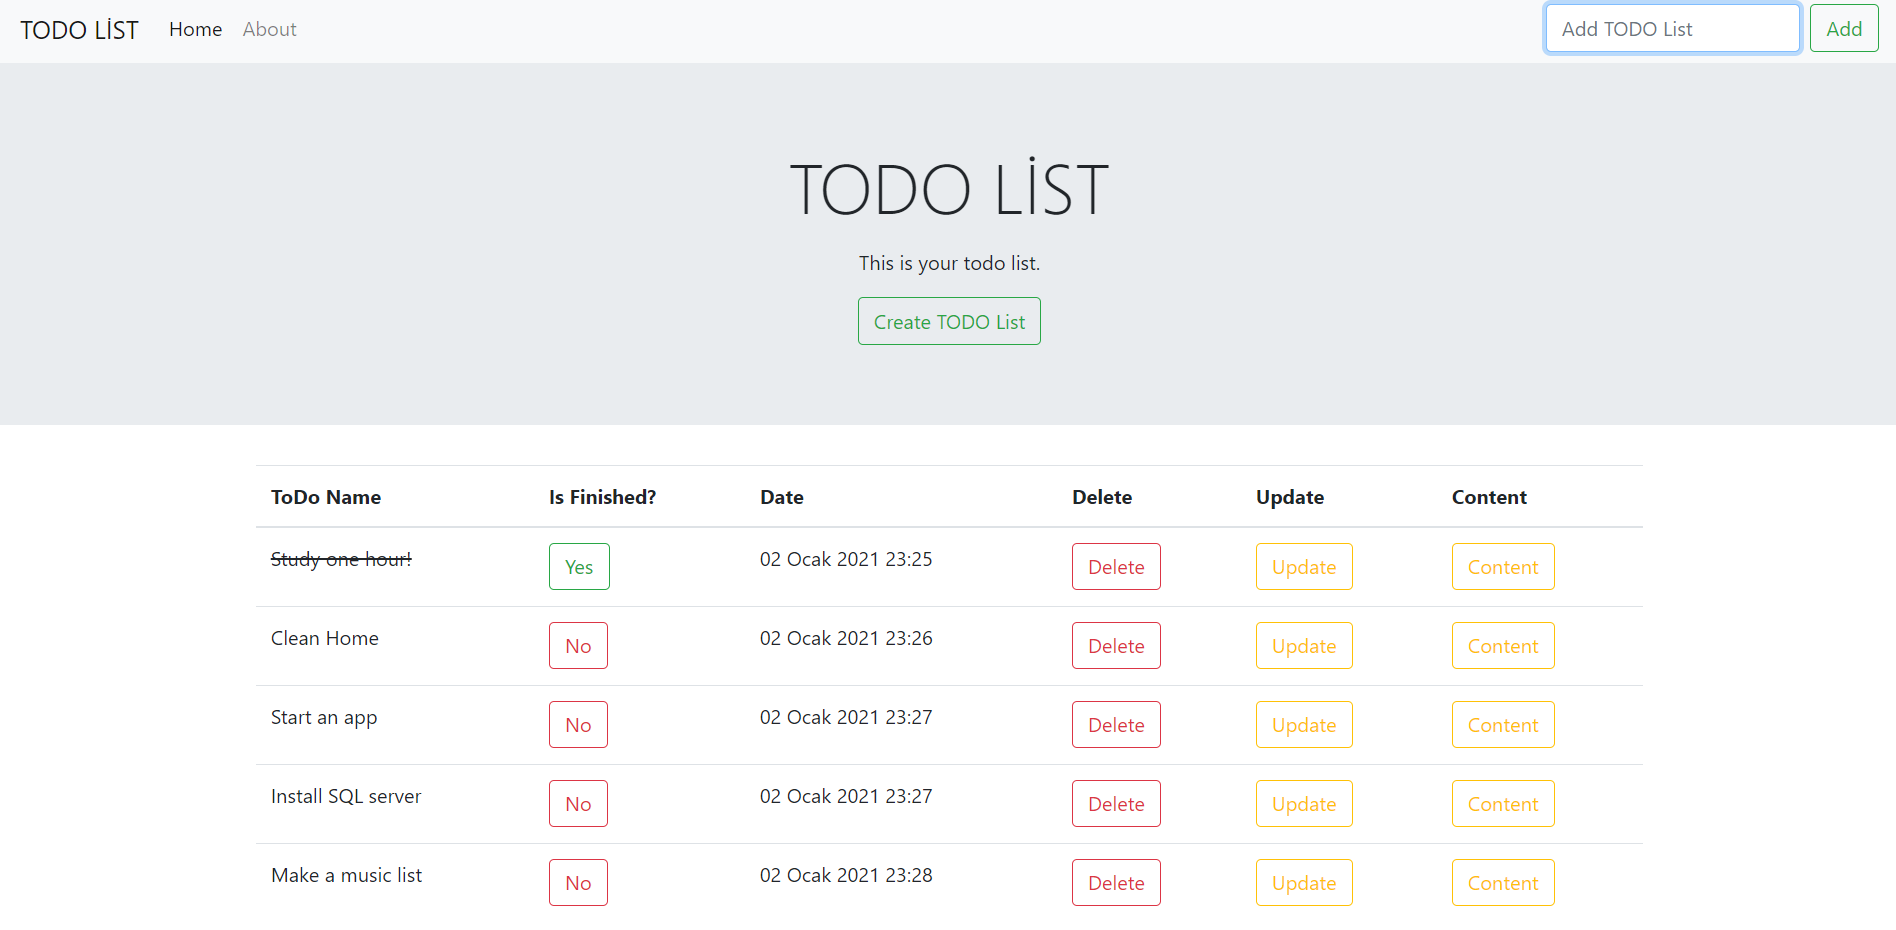 TODO LİST Home About Add TODO List Add
TODO LİST
This is your todo list.
Create TODO List
ToDo Name Is Finished? Date Delete Update Content
Study one hour! Yes 02 Ocak 2021 23:25 Delete Update Content
Clean Home No 02 Ocak 2021 23:26 Delete Update Content
Start an app No 02 Ocak 2021 23:27 Delete Update Content
Install SQL server No 02 Ocak 2021 23:27 Delete Update Content
Make a music list No 02 Ocak 2021 23:28 Delete Update Content